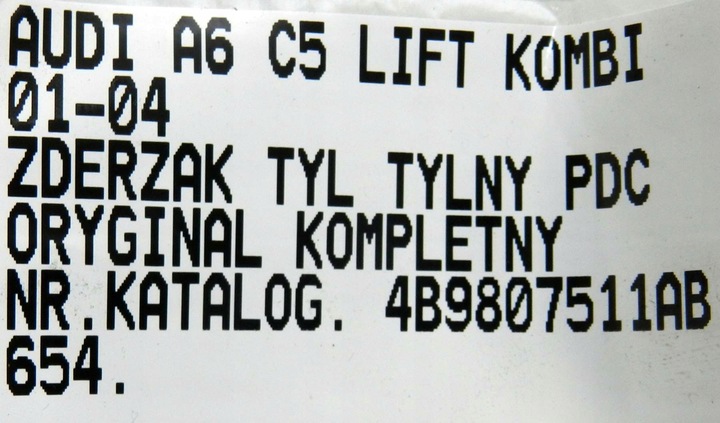 AUDI A6 C5 LIFT KOMBI
01-04
ZDERZAK TYL TYLNY PDC
ORYGINAL KOMPLETNY
NR.KATALOG. 4B9807511AB
654.